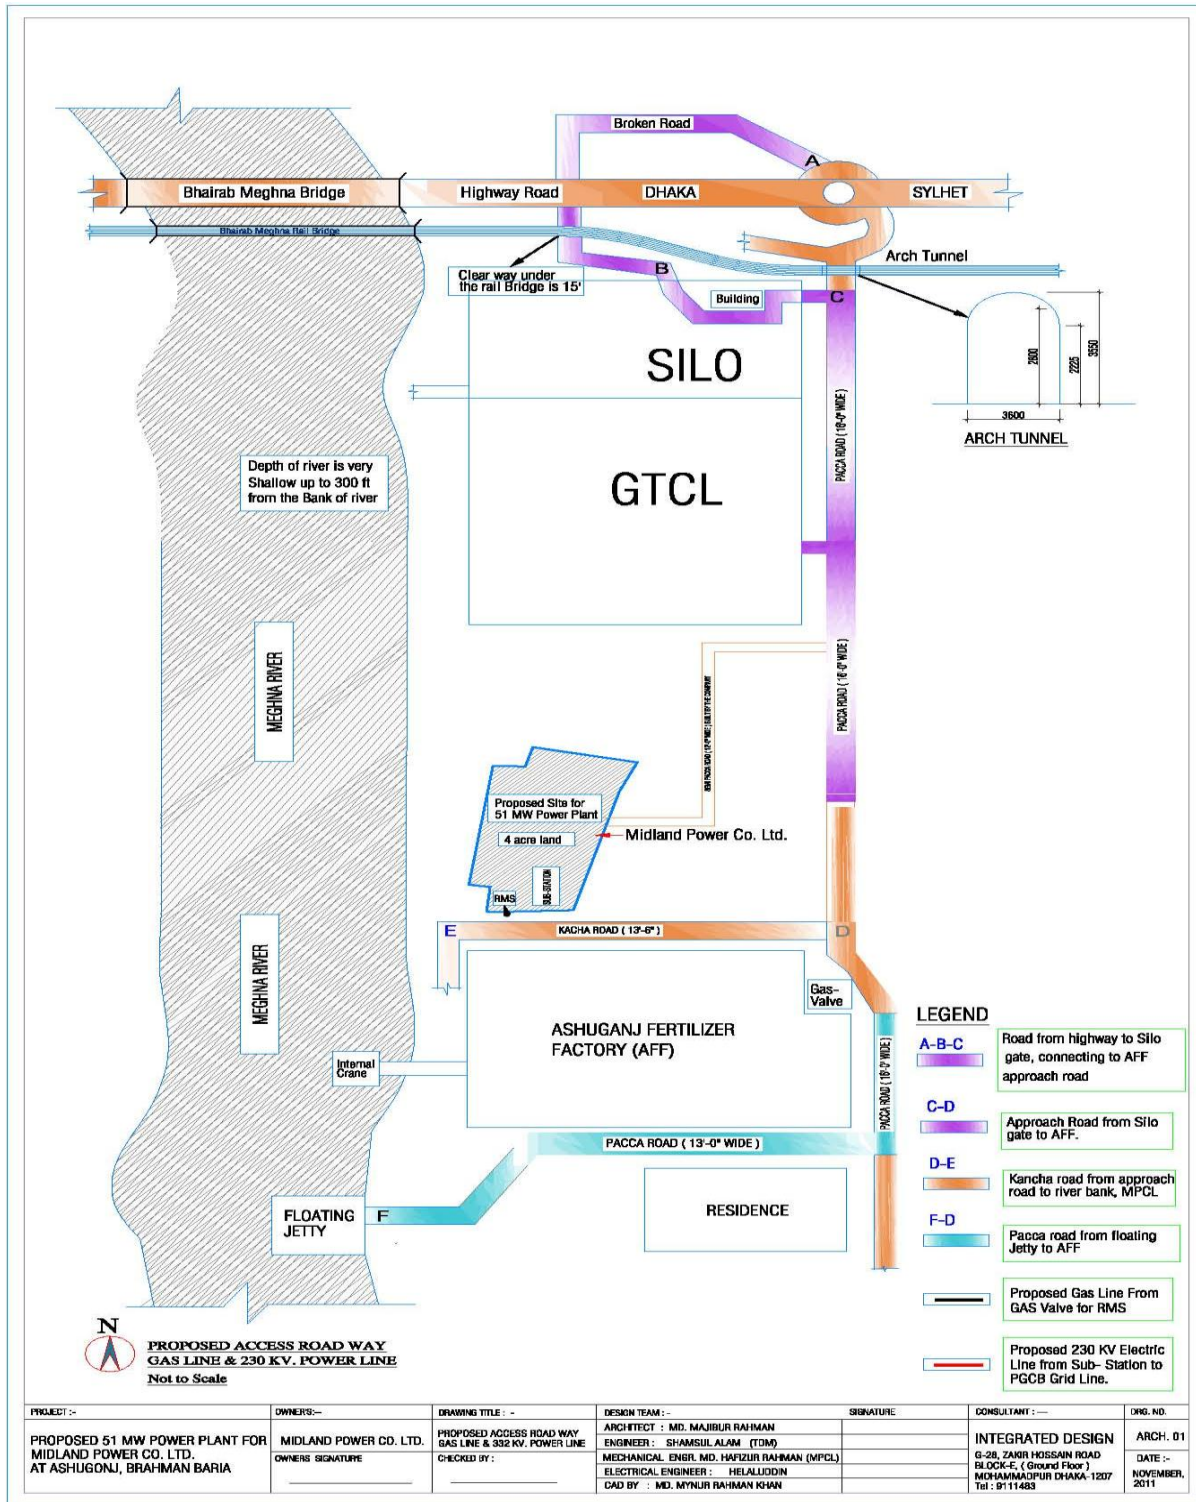 Broken Road
A
Bhairab Meghna Bridge
Highway Road
DHAKA
SYLHET
Bhairab Meghna Rail Bridge
Arch Tunnel
B
Clear way under
the rail Bridge is 15'
Building
C
SILO
2800
2225
3550
3600
ARCH TUNNEL
PACCA ROAD ( 16'-0" WIDE )
Depth of river is very
Shallow up to 300 ft
from the Bank of river
GTCL
MEGHNA RIVER
PACCA ROAD ( 16'-0" WIDE )
Proposed Site for
51 MW Power Plant
4 acre land
Midland Power Co. Ltd.
RMS
SUB-STATION
E
KACHA ROAD ( 13'-6" )
D
MEGHNA RIVER
Gas-
Valve
ASHUGANJ FERTILIZER
FACTORY (AFF)
Internal
Crane
PACCA ROAD ( 16'-0" WIDE )
PACCA ROAD ( 13'-0" WIDE )
FLOATING
JETTY
F
RESIDENCE
LEGEND
A-B-C
Road from highway to Silo
gate, connecting to AFF
approach road
C-D
Approach Road from Silo
gate to AFF.
D-E
Kancha road from approach
road to river bank, MPCL
F-D
Pacca road from floating
Jetty to AFF
Proposed Gas Line From
GAS Valve for RMS
Proposed 230 KV Electric
Line from Sub- Station to
PGCB Grid Line.
N
PROPOSED ACCESS ROAD WAY
GAS LINE & 230 KV. POWER LINE
Not to Scale
PROJECT :-
PROPOSED 51 MW POWER PLANT FOR
MIDLAND POWER CO. LTD.
AT ASHUGONJ, BRAHMAN BARIA
OWNERS:--
MIDLAND POWER CO. LTD.
OWNERS SIGNATURE
DRAWING TITLE : -
PROPOSED ACCESS ROAD WAY
GAS LINE & 332 KV. POWER LINE
CHECKED BY :
DESIGN TEAM : -
SIGNATURE
ARCHITECT : MD. MAJIBUR RAHMAN
ENGINEER : SHAMSUL ALAM (TDM)
MECHANICAL ENGR. MD. HAFIZUR RAHMAN (MPCL)
ELECTRICAL ENGINEER : HELALUDDIN
CAD BY : MD. MYNUR RAHMAN KHAN
CONSULTANT : —
INTEGRATED DESIGN
G-28, ZAKIR HOSSAIN ROAD
BLOCK-E, ( Ground Floor )
MOHAMMADPUR DHAKA-1207
Tel : 9111483
DRG. NO.
ARCH. 01
DATE :-
NOVEMBER,
2011